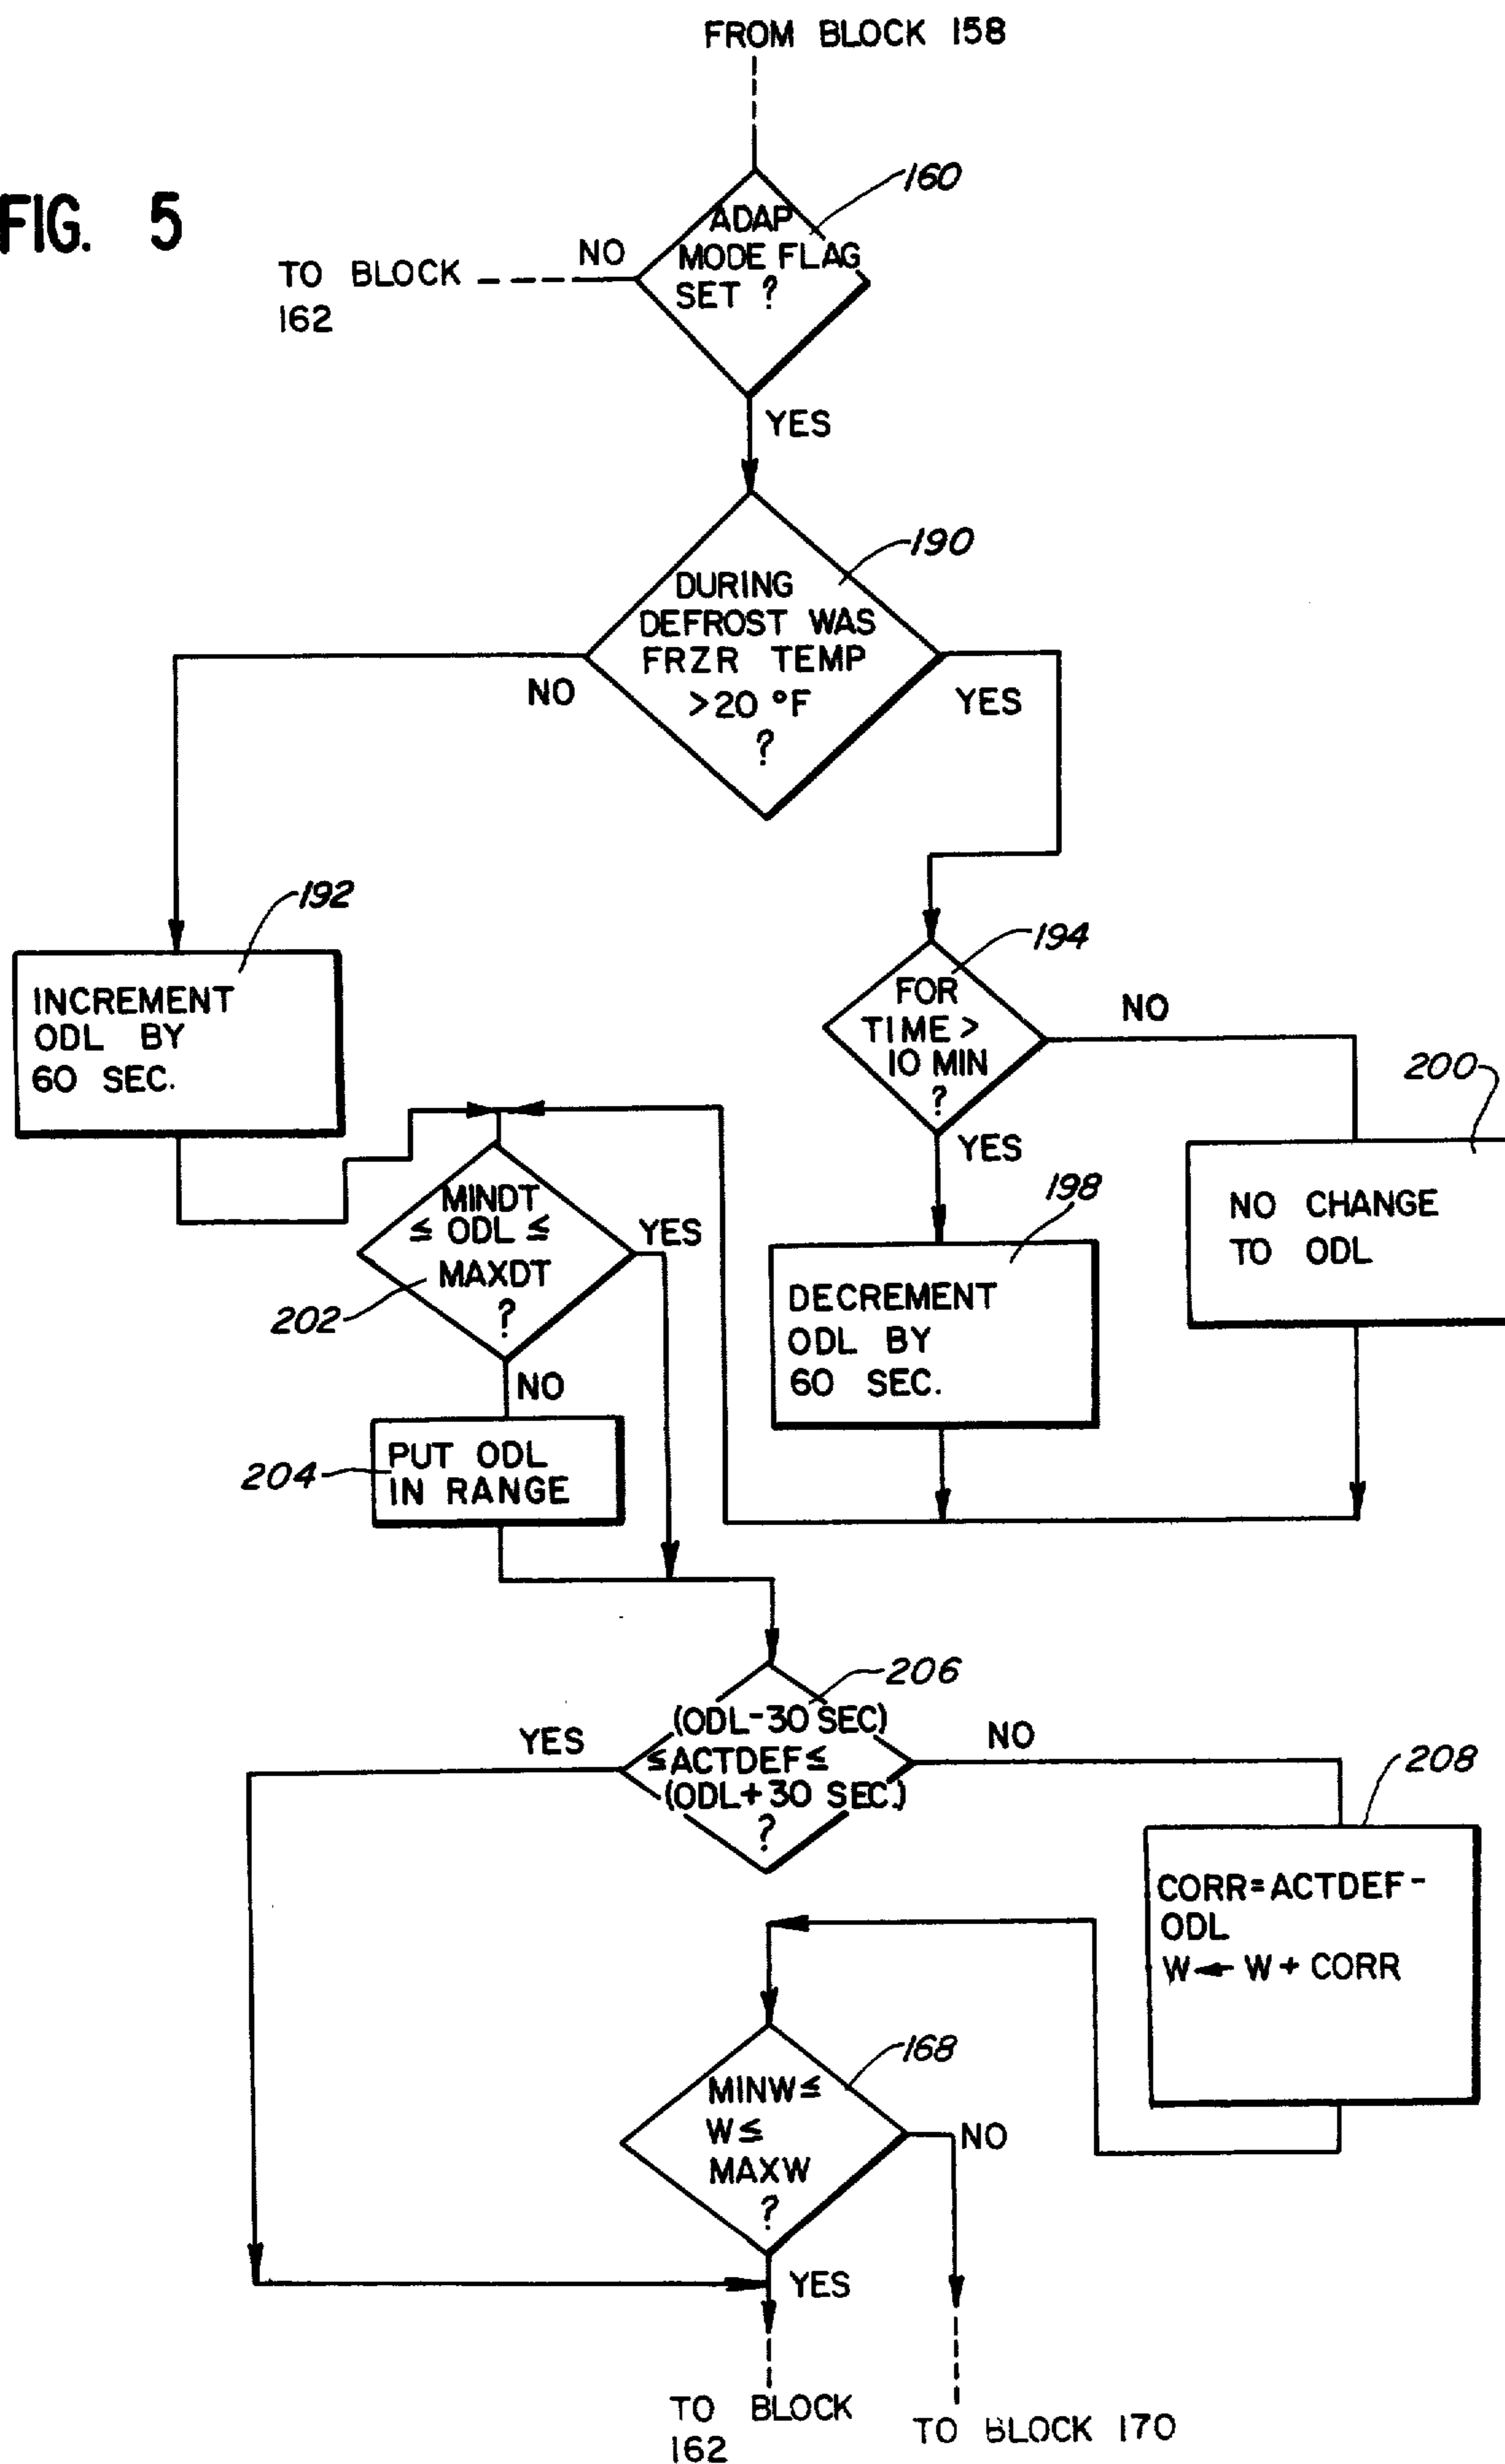 FROM BLOCK 158
FIG. 5
160
ADAP
MODE FLAG
SET ?
NO
TO BLOCK
162
YES
190
DURING
DEFROST WAS
FRZR TEMP
>20 °F
?
NO
YES
192
INCREMENT
ODL BY
60 SEC.
194
FOR
TIME >
10 MIN
?
NO
YES
200
NO CHANGE
TO ODL
198
DECREMENT
ODL BY
60 SEC.
MINDT
≤ ODL ≤
MAXDT
?
202
YES
NO
204
PUT ODL
IN RANGE
206
(ODL-30 SEC)
≤ACTDEF≤
(ODL+30 SEC.)
?
YES
NO
208
CORR=ACTDEF-
ODL
W← W+ CORR
168
MINW≤
W≤
MAXW
?
NO
YES
TO BLOCK
162
TO BLOCK 170